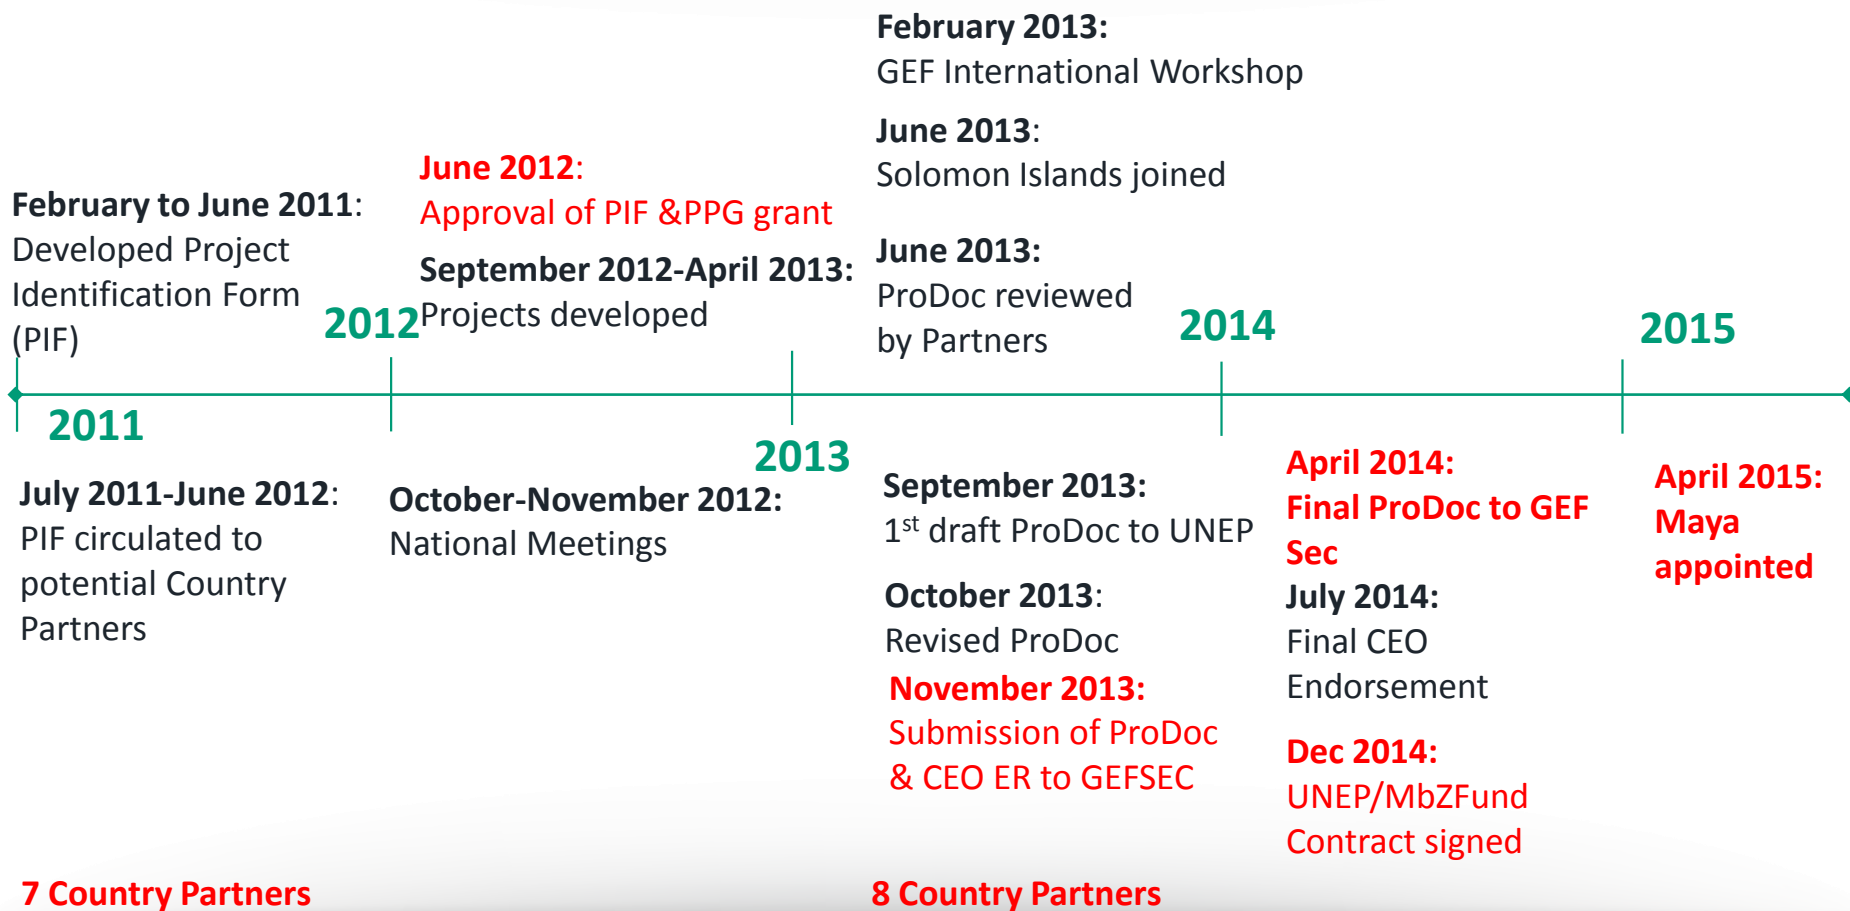 February to June 2011:
Developed Project
Identification Form
(PIF)
2011
July 2011-June 2012:
PIF circulated to
potential Country
Partners
2012
June 2012:
Approval of PIF &PPG grant
September 2012-April 2013:
Projects developed
October-November 2012:
National Meetings
2013
February 2013:
GEF International Workshop
June 2013:
Solomon Islands joined
June 2013:
ProDoc reviewed
by Partners
September 2013:
1st draft ProDoc to UNEP
October 2013:
Revised ProDoc
November 2013:
Submission of ProDoc
& CEO ER to GEFSEC
2014
April 2014:
Final ProDoc to GEF
Sec
July 2014:
Final CEO
Endorsement
Dec 2014:
UNEP/MbZFund
Contract signed
2015
April 2015:
Maya
appointed
7 Country Partners
8 Country Partners